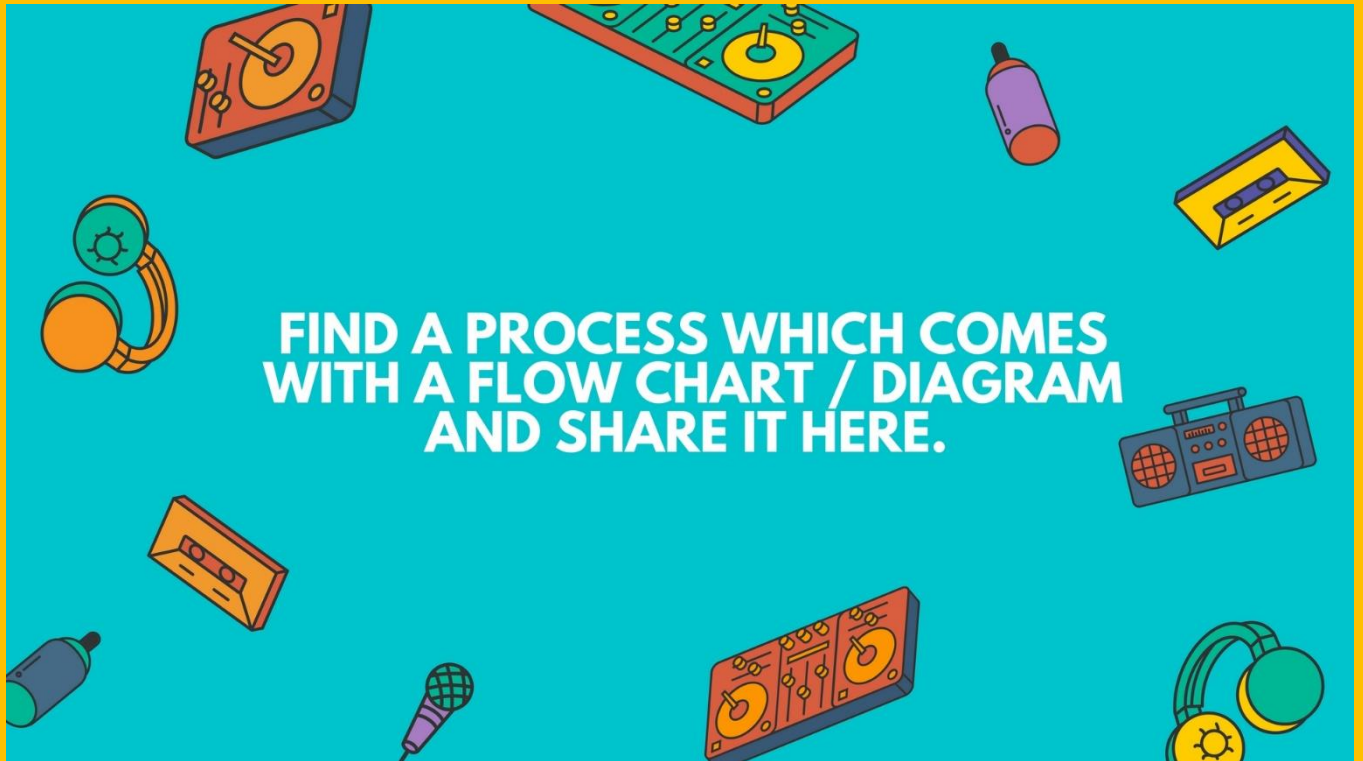 FIND A PROCESS WHICH COMES
WITH A FLOW CHART / DIAGRAM
AND SHARE IT HERE.